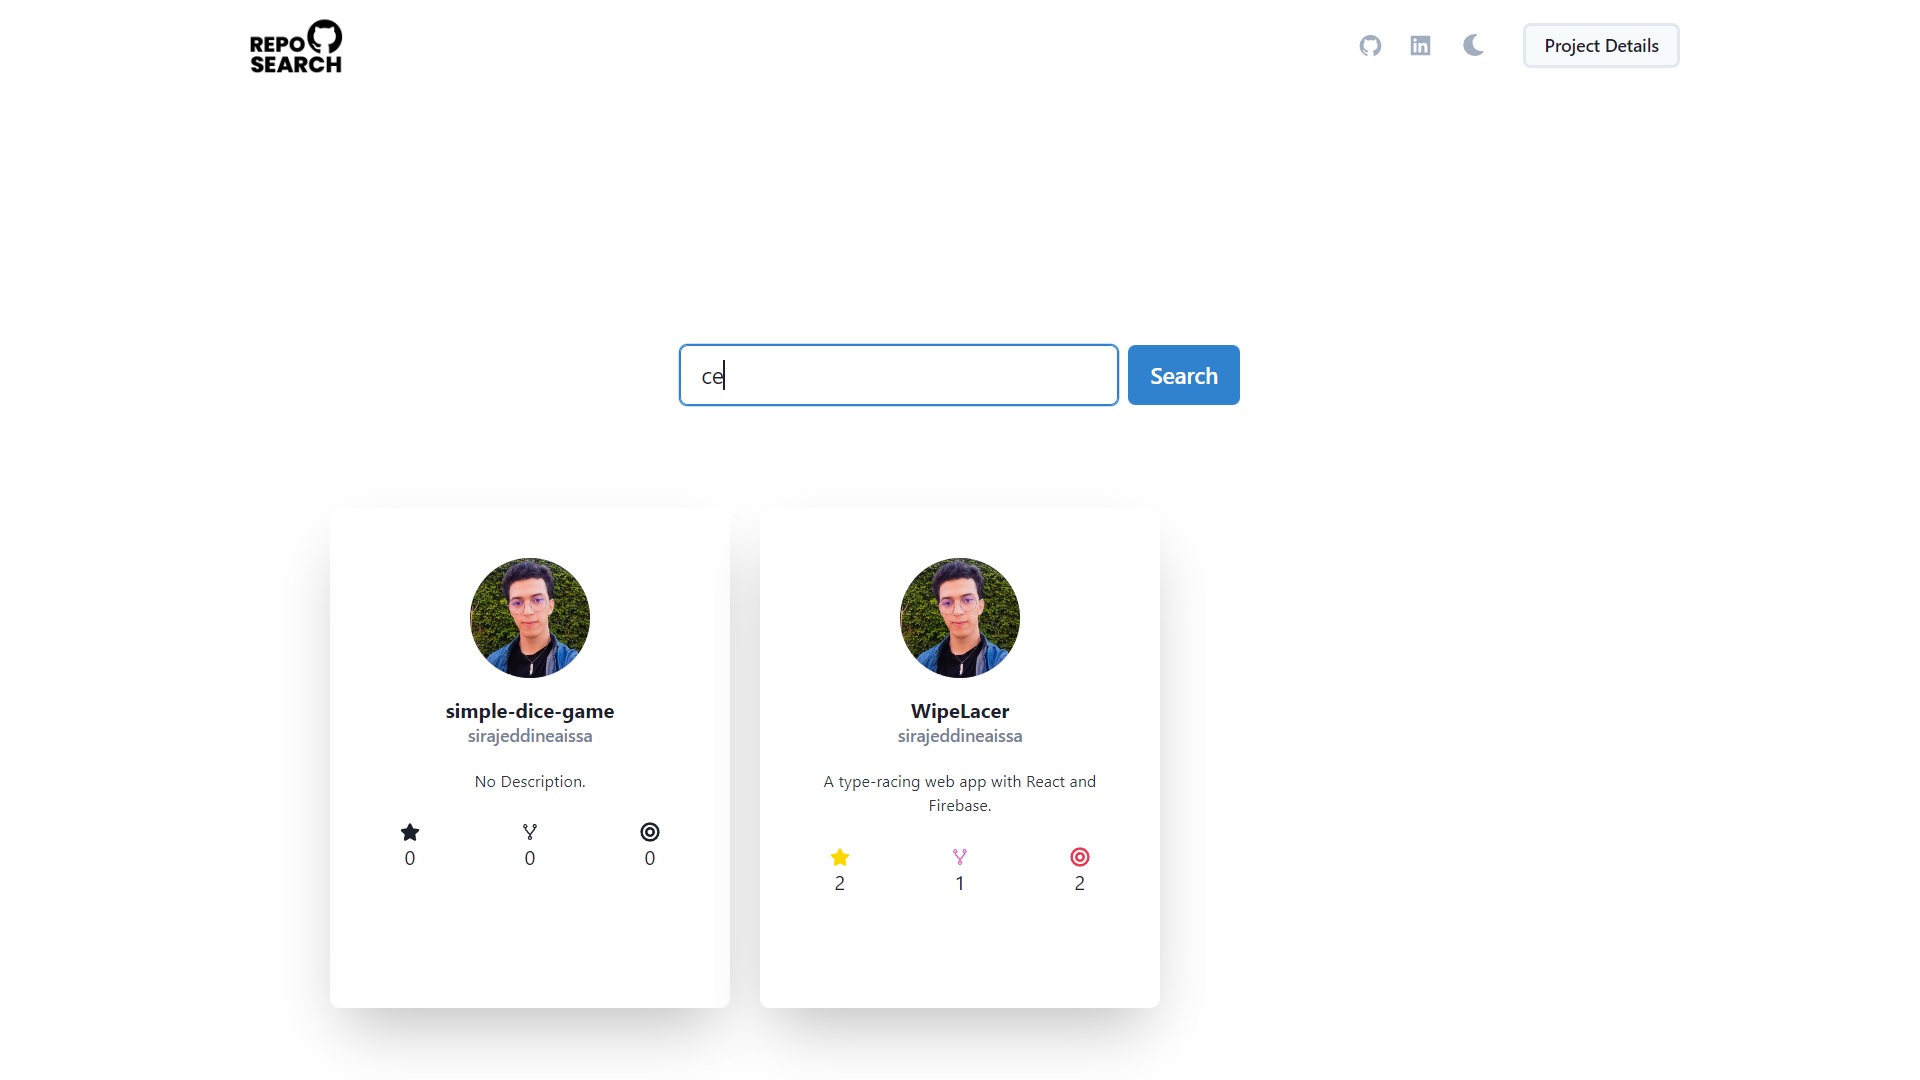 REPO
SEARCH
Project Details
ce
Search
simple-dice-game
sirajeddineaissa
No Description.
0
0
0
WipeLacer
sirajeddineaissa
A type-racing web app with React and
Firebase.
2
1
2